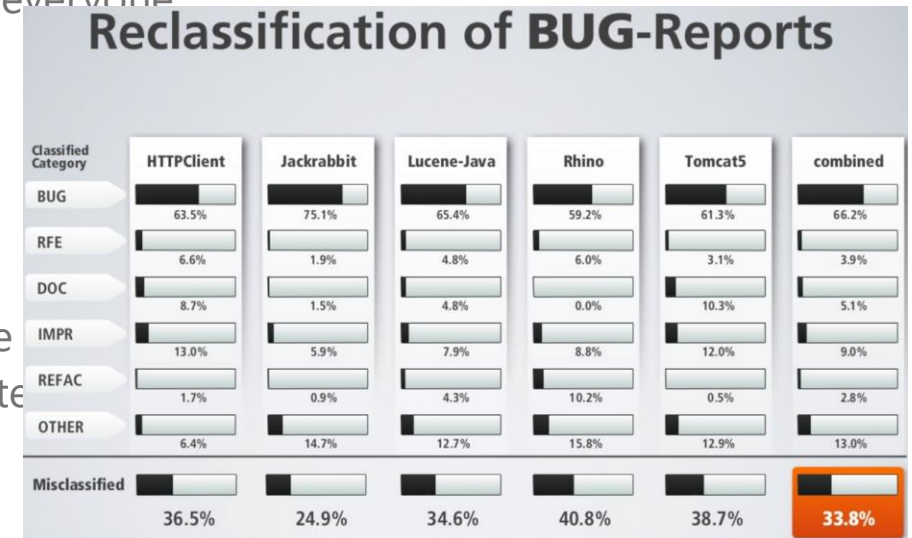 everyone
Reclassification of BUG-Reports
Classified
Category
HTTPClient Jackrabbit Lucene-Java Rhino Tomcat5 combined
BUG
63.5% 75.1% 65.4% 59.2% 61.3% 66.2%
RFE
6.6% 1.9% 4.8% 6.0% 3.1% 3.9%
DOC
8.7% 1.5% 4.8% 0.0% 10.3% 5.1%
IMPR
13.0% 5.9% 7.9% 8.8% 12.0% 9.0%
REFAC
1.7% 0.9% 4.3% 10.2% 0.5% 2.8%
OTHER
6.4% 14.7% 12.7% 15.8% 12.9% 13.0%
Misclassified
36.5% 24.9% 34.6% 40.8% 38.7% 33.8%